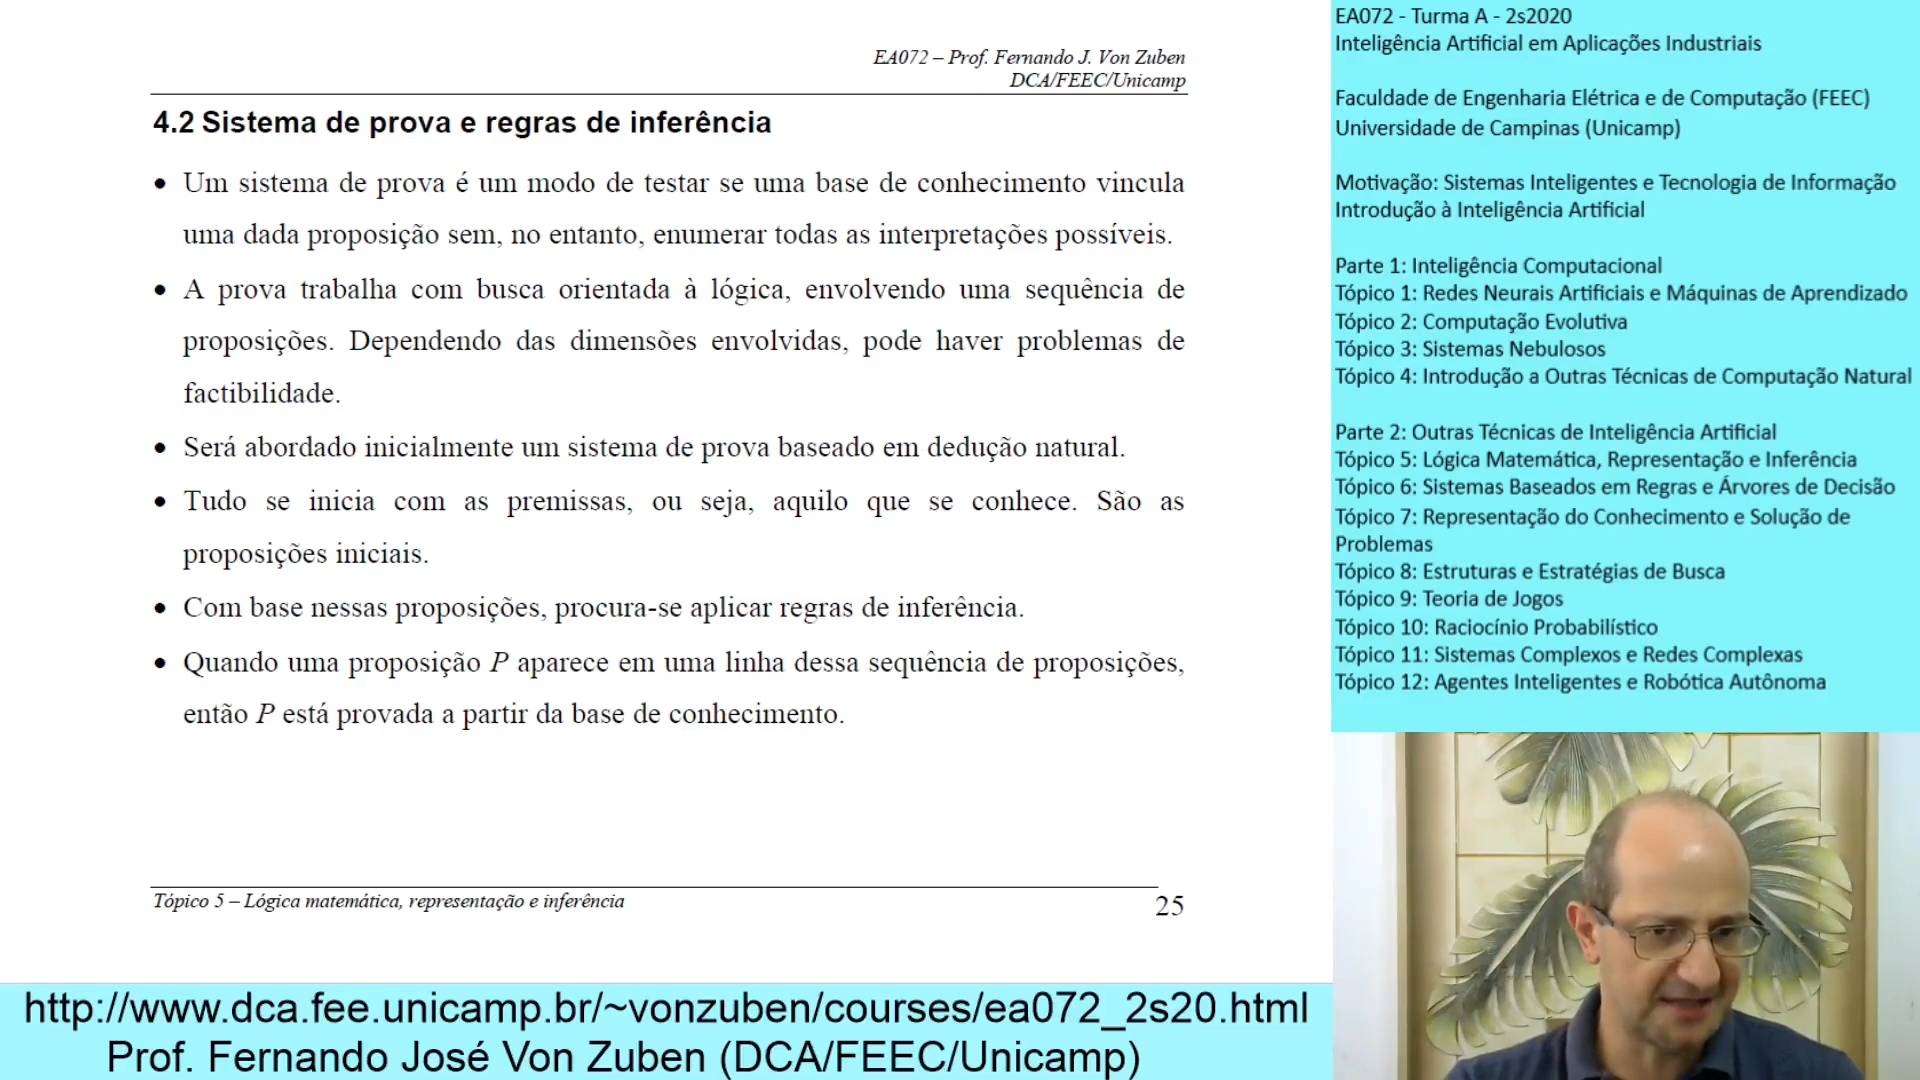 EA072 – Prof. Fernando J. Von Zuben
DCA/FEEC/Unicamp
4.2 Sistema de prova e regras de inferência
• Um sistema de prova é um modo de testar se uma base de conhecimento vincula
uma dada proposição sem, no entanto, enumerar todas as interpretações possíveis.
• A prova trabalha com busca orientada à lógica, envolvendo uma sequência de
proposições. Dependendo das dimensões envolvidas, pode haver problemas de
factibilidade.
• Será abordado inicialmente um sistema de prova baseado em dedução natural.
• Tudo se inicia com as premissas, ou seja, aquilo que se conhece. São as
proposições iniciais.
• Com base nessas proposições, procura-se aplicar regras de inferência.
• Quando uma proposição P aparece em uma linha dessa sequência de proposições,
então P está provada a partir da base de conhecimento.
Tópico 5 – Lógica matemática, representação e inferência
25
http://www.dca.fee.unicamp.br/~vonzuben/courses/ea072_2s20.html
Prof. Fernando José Von Zuben (DCA/FEEC/Unicamp)
EA072 - Turma A - 2s2020
Inteligência Artificial em Aplicações Industriais
Faculdade de Engenharia Elétrica e de Computação (FEEC)
Universidade de Campinas (Unicamp)
Motivação: Sistemas Inteligentes e Tecnologia de Informação
Introdução à Inteligência Artificial
Parte 1: Inteligência Computacional
Tópico 1: Redes Neurais Artificiais e Máquinas de Aprendizado
Tópico 2: Computação Evolutiva
Tópico 3: Sistemas Nebulosos
Tópico 4: Introdução a Outras Técnicas de Computação Natural
Parte 2: Outras Técnicas de Inteligência Artificial
Tópico 5: Lógica Matemática, Representação e Inferência
Tópico 6: Sistemas Baseados em Regras e Árvores de Decisão
Tópico 7: Representação do Conhecimento e Solução de
Problemas
Tópico 8: Estruturas e Estratégias de Busca
Tópico 9: Teoria de Jogos
Tópico 10: Raciocínio Probabilístico
Tópico 11: Sistemas Complexos e Redes Complexas
Tópico 12: Agentes Inteligentes e Robótica Autônoma